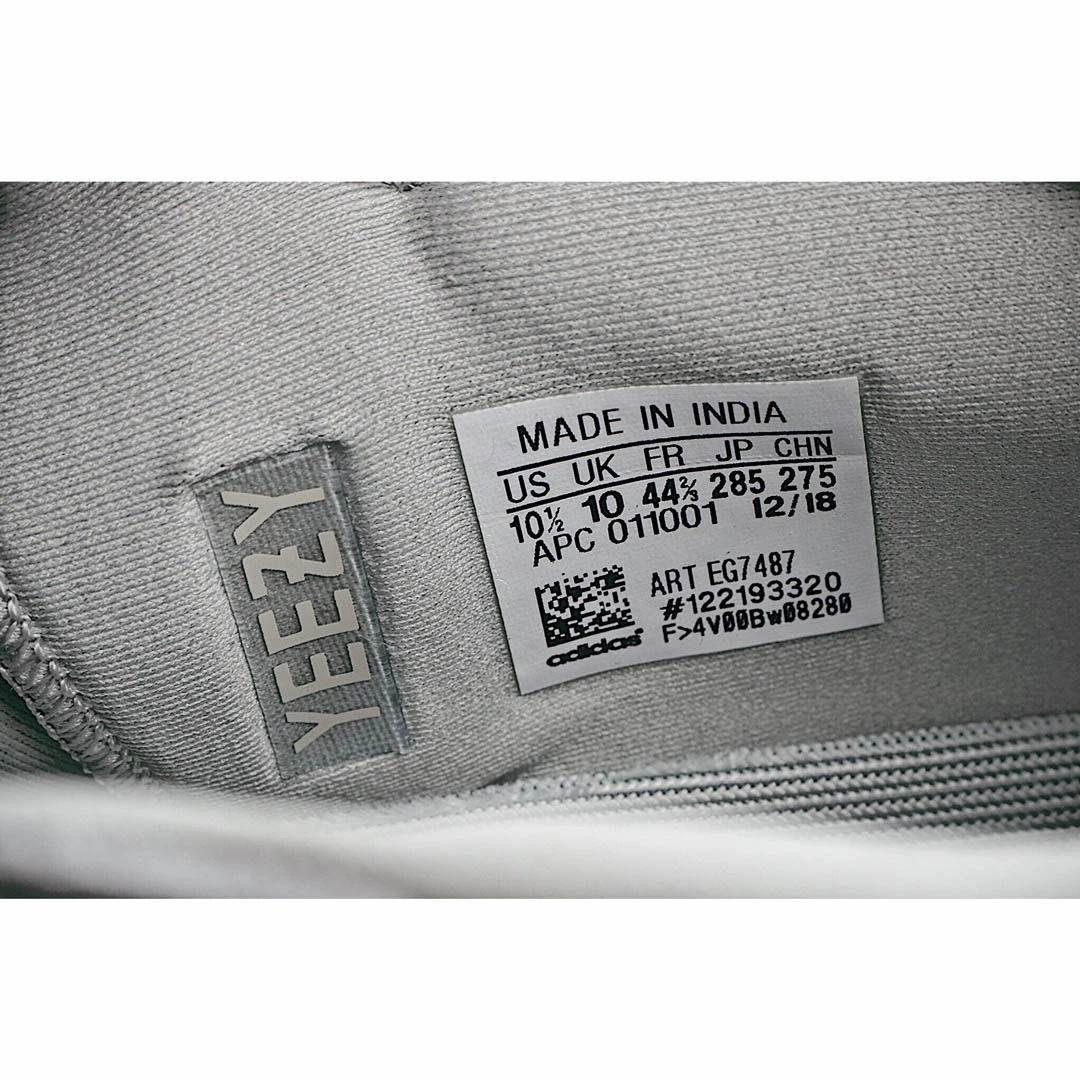 YEEZY
MADE IN INDIA
US UK FR JP CHN
10½ 10 44⅔ 285 275
APC 011001 12/18
ART EG7487
#122193320
F>4V00Bw08280
adidas